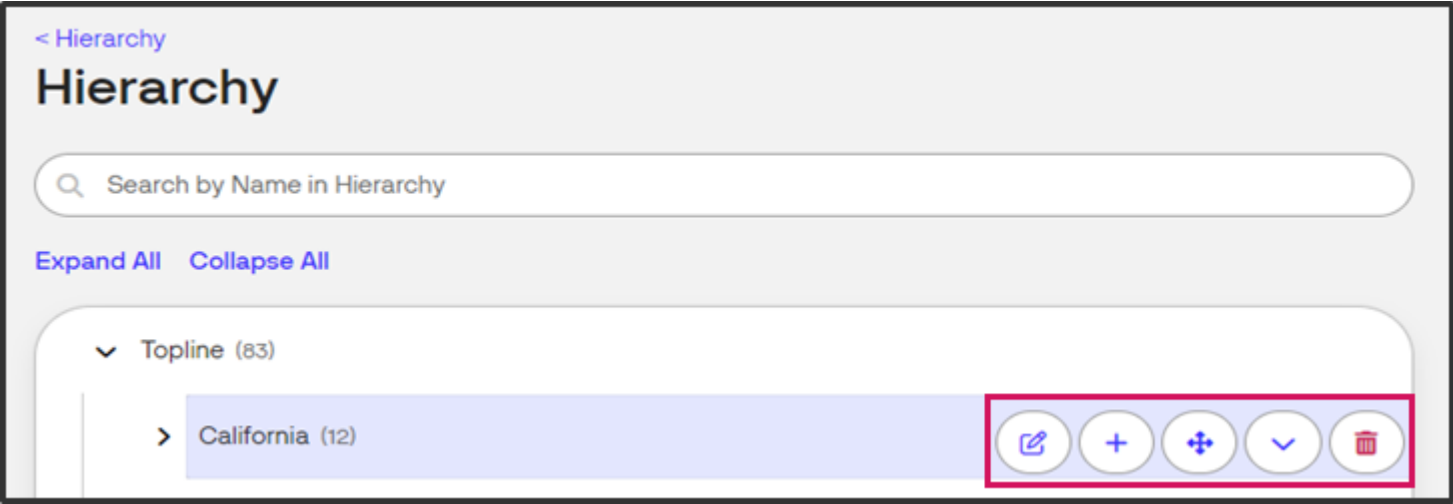 < Hierarchy
Hierarchy
Search by Name in Hierarchy
Expand All Collapse All
Topline (83)
California (12)